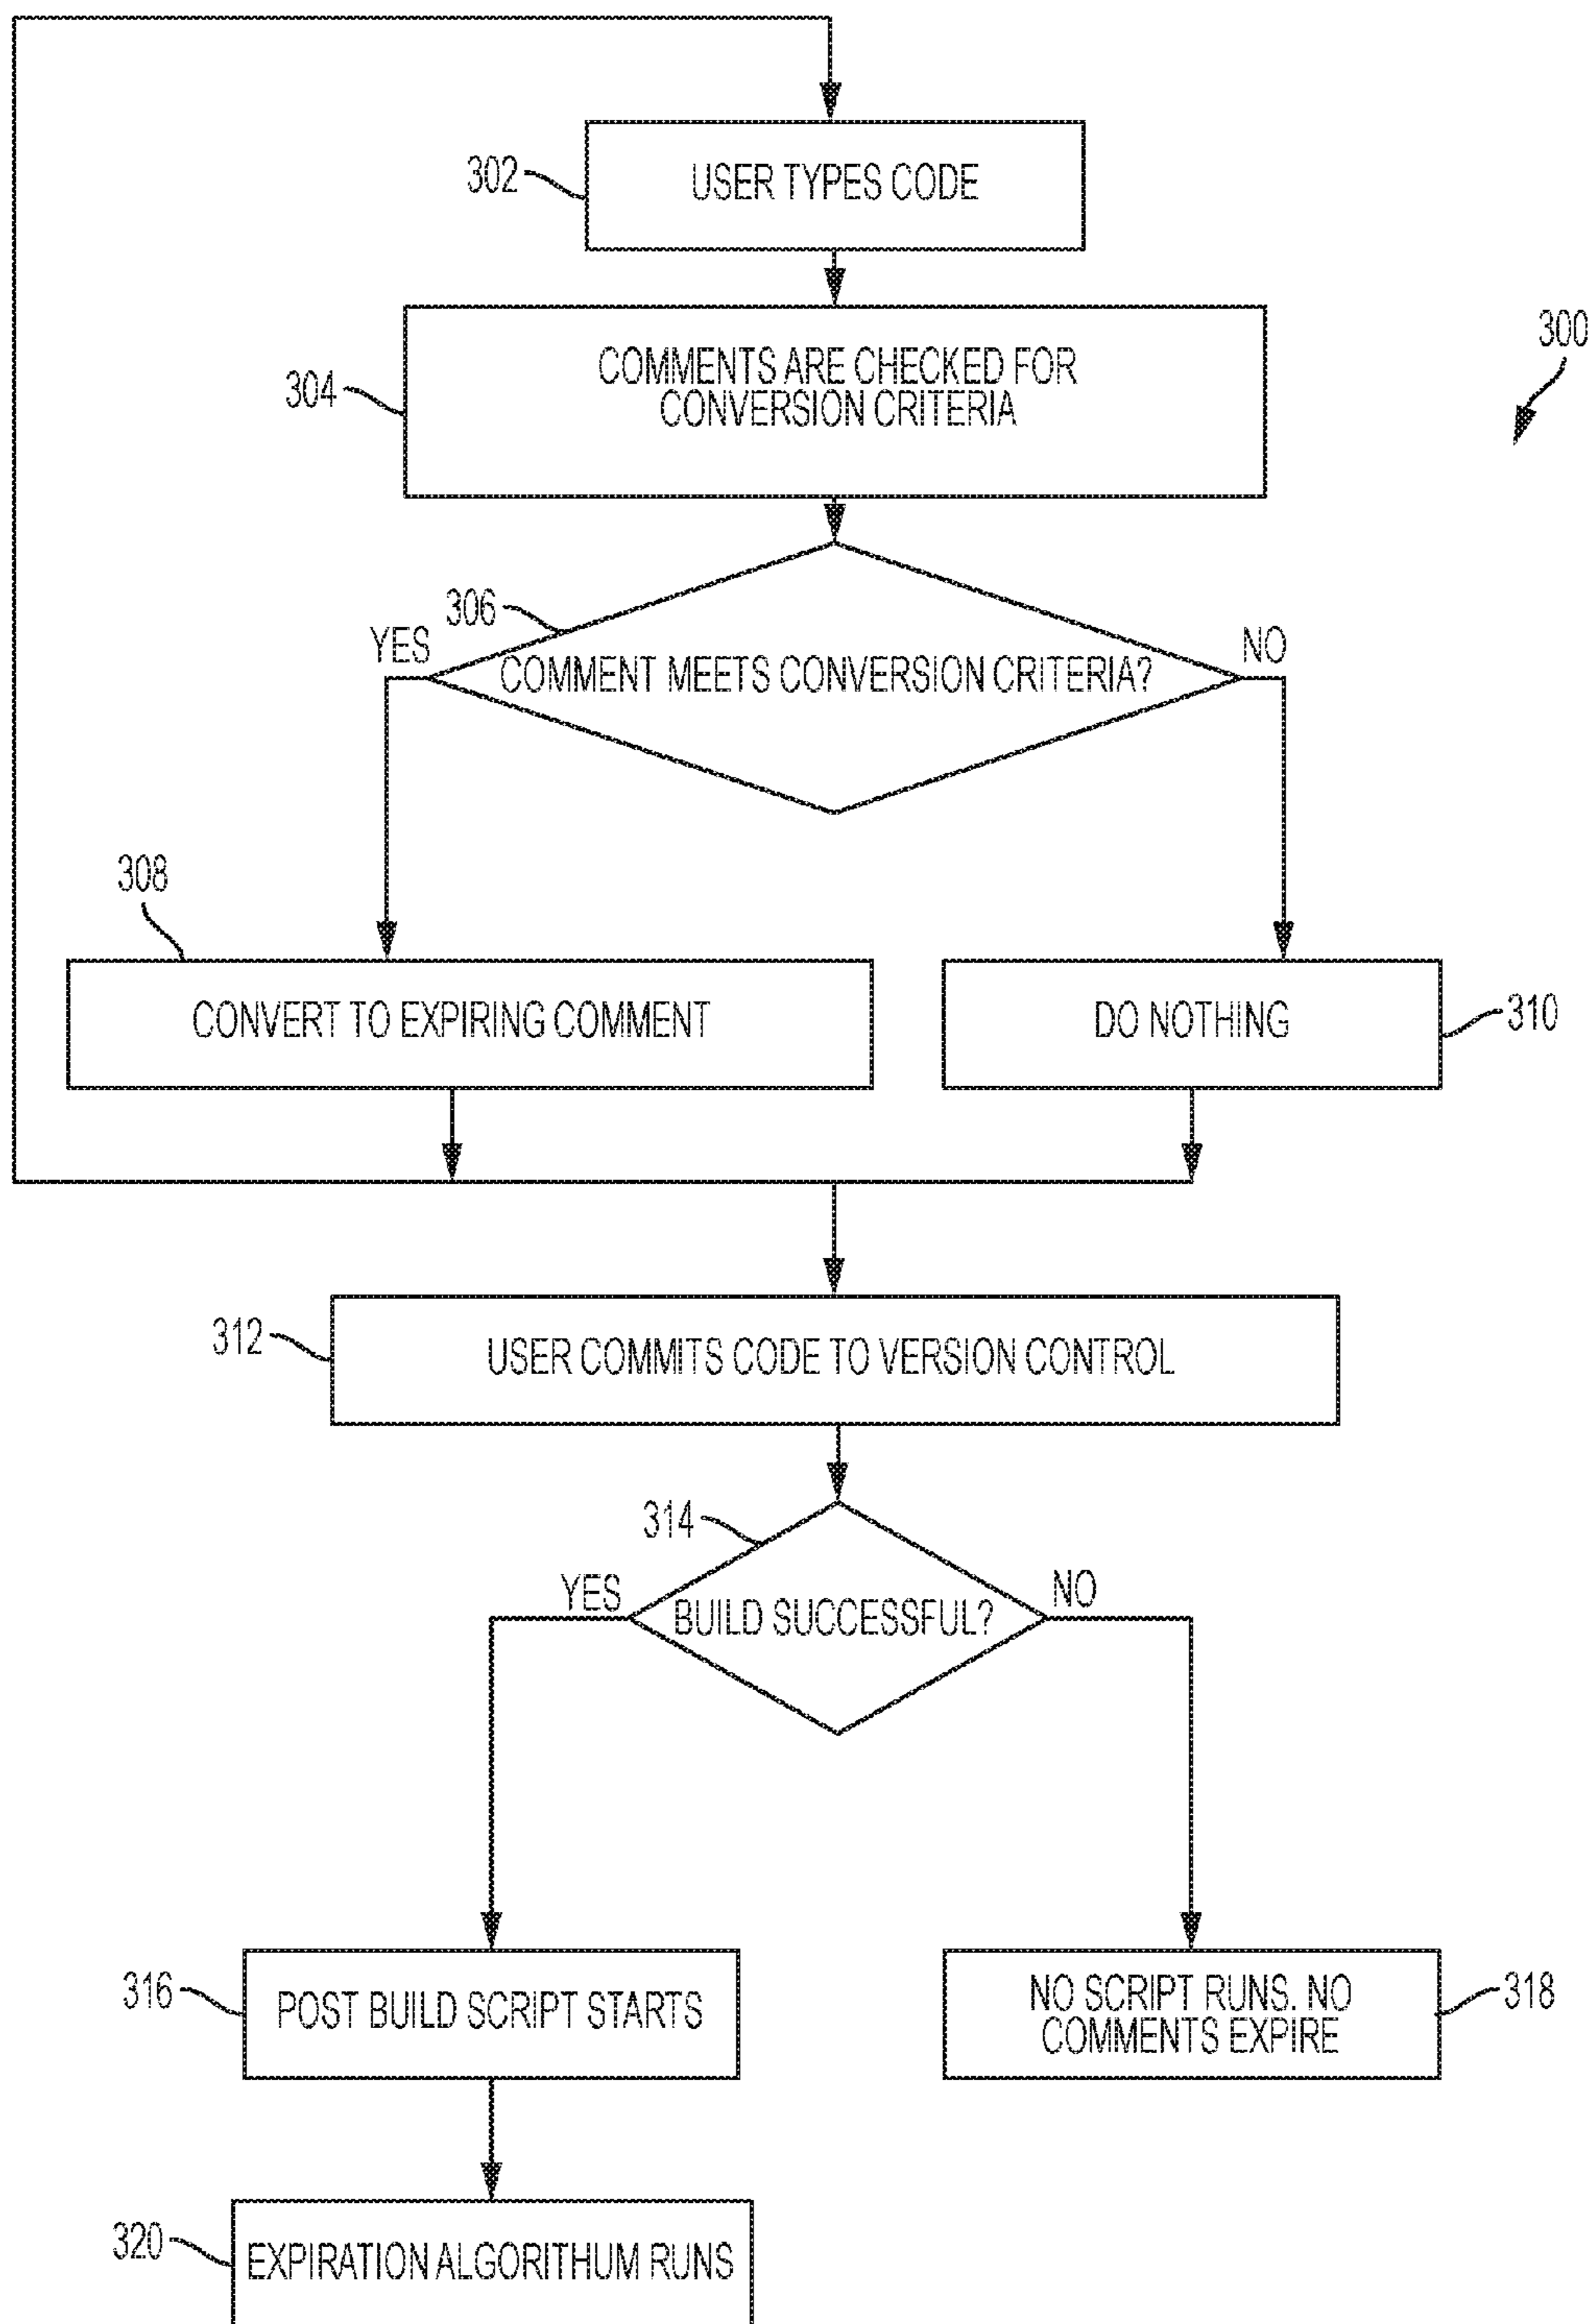 302
USER TYPES CODE
300
304
COMMENTS ARE CHECKED FOR
CONVERSION CRITERIA
306
YES
NO
COMMENT MEETS CONVERSION CRITERIA?
308
CONVERT TO EXPIRING COMMENT
DO NOTHING
310
312
USER COMMITS CODE TO VERSION CONTROL
314
YES
NO
BUILD SUCCESSFUL?
316
POST BUILD SCRIPT STARTS
NO SCRIPT RUNS. NO
COMMENTS EXPIRE
318
320
EXPIRATION ALGORITHUM RUNS